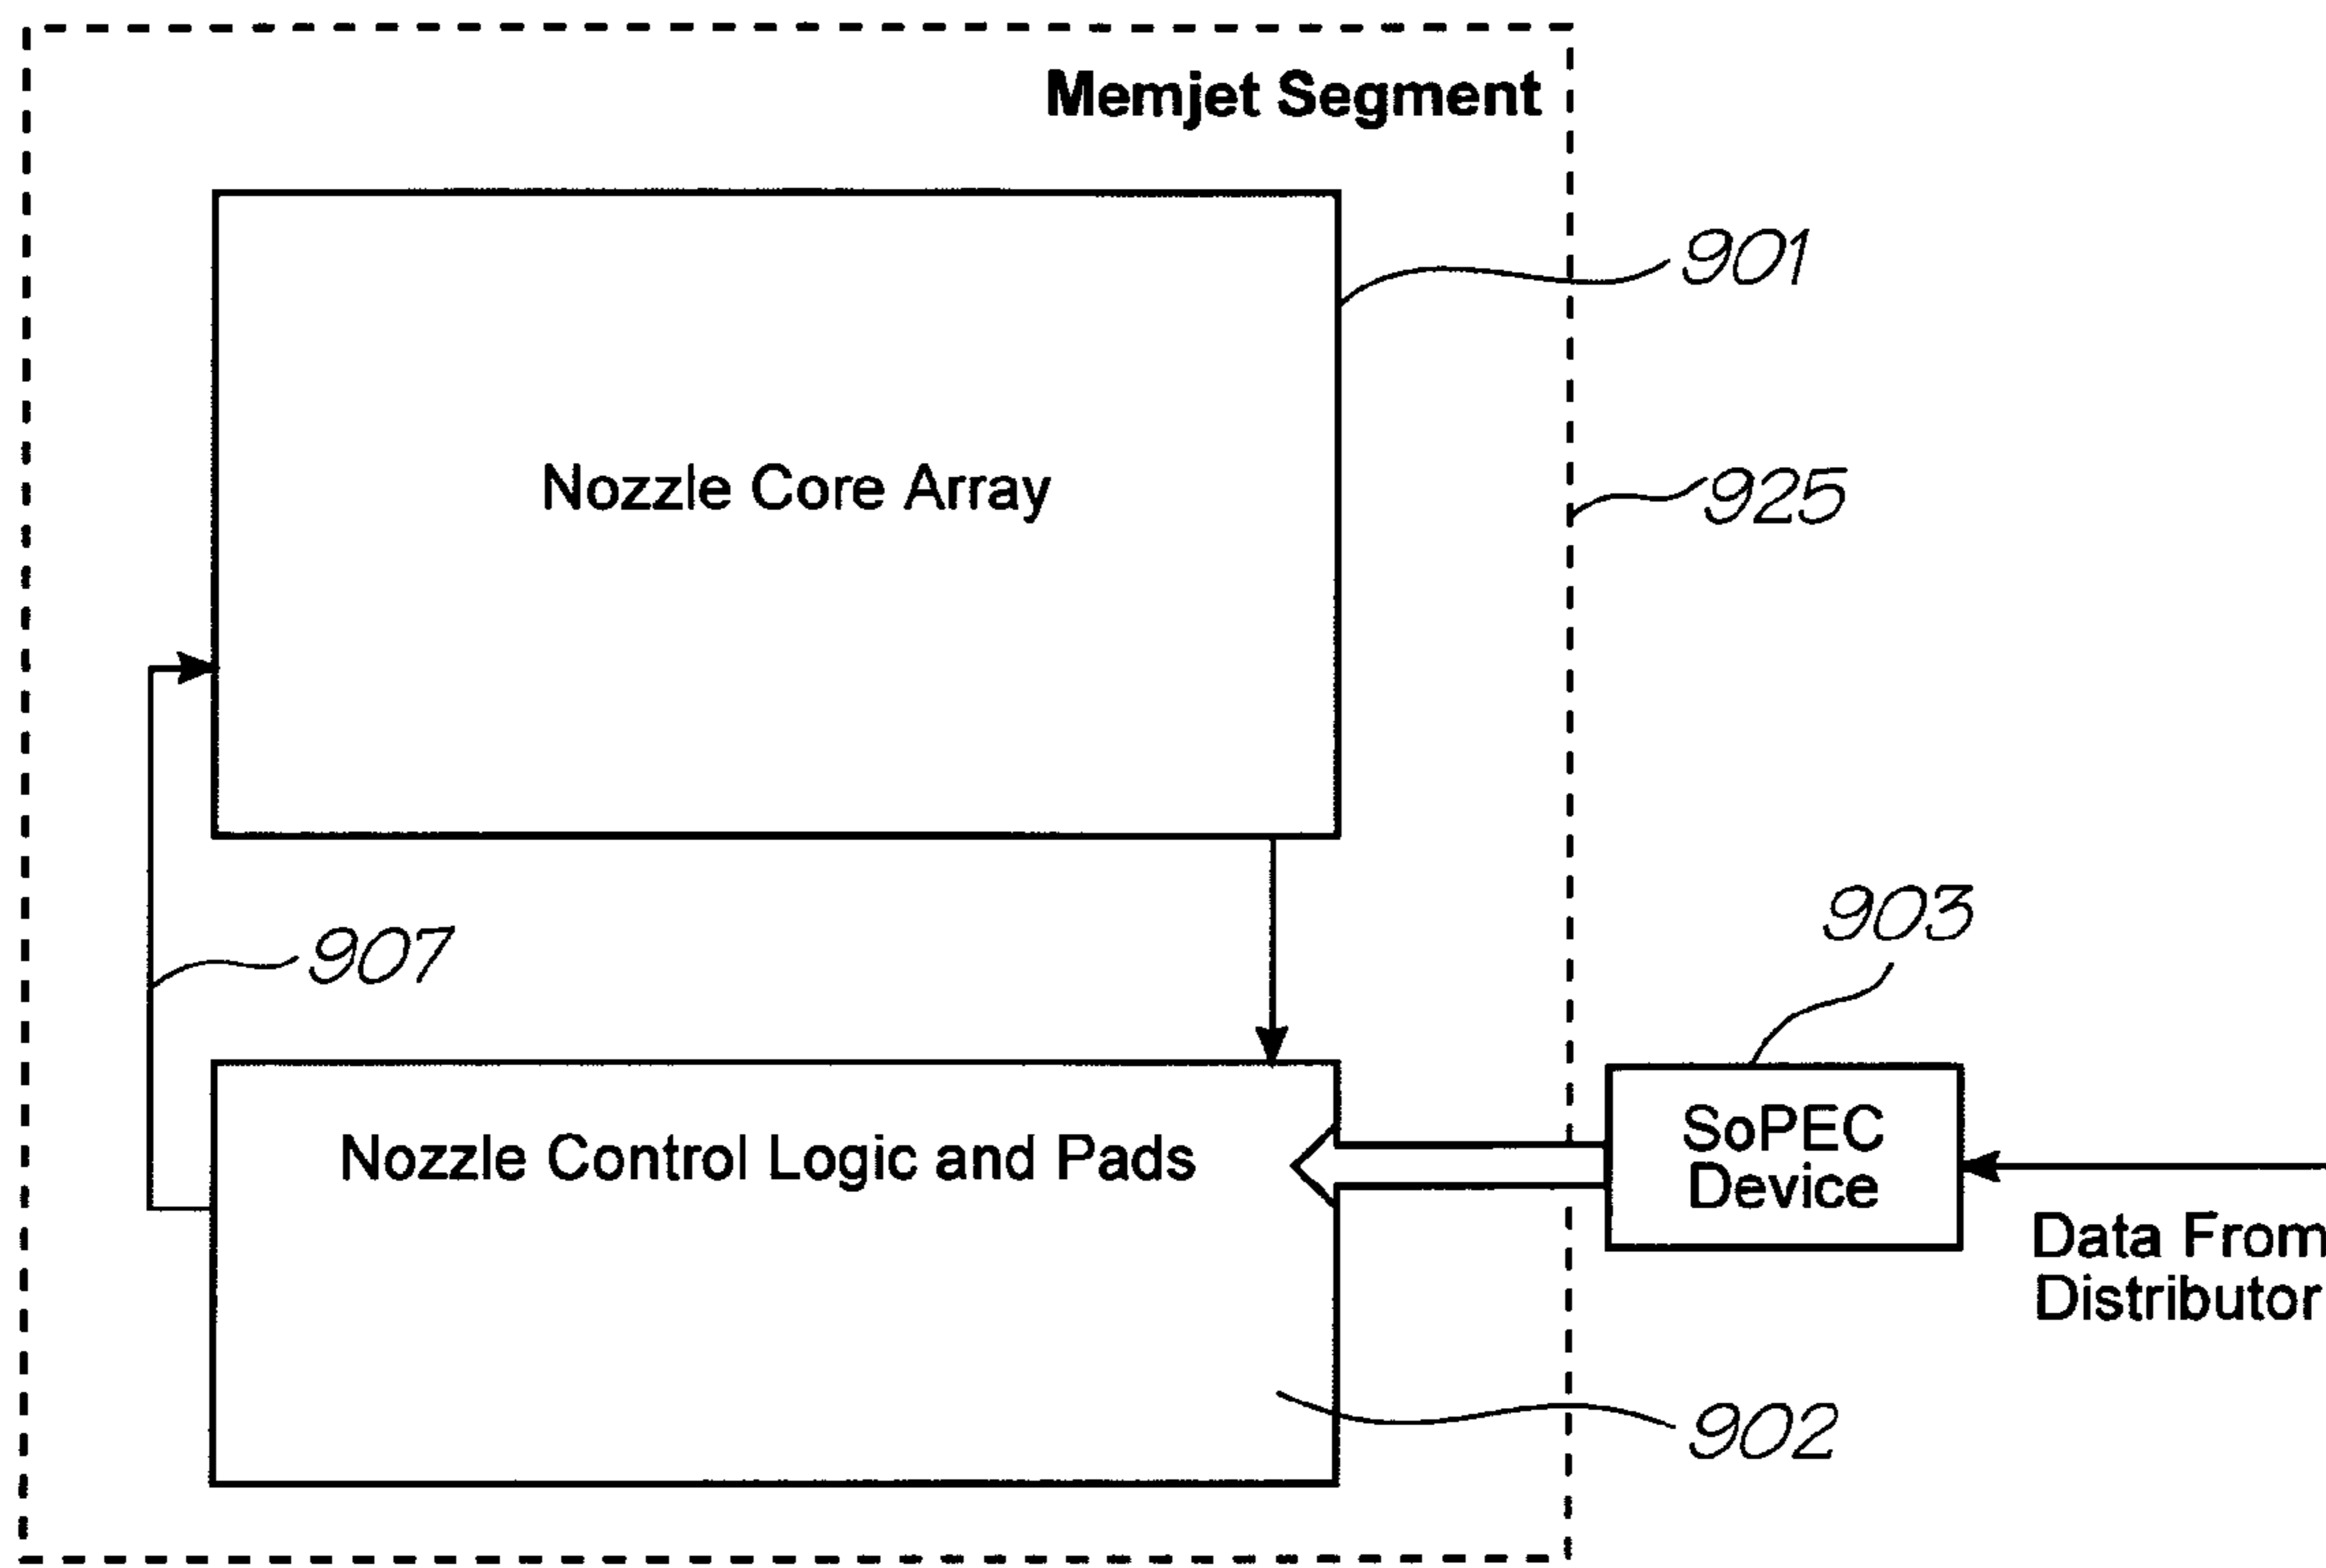 Memjet Segment
901
Nozzle Core Array
925
903
907
SoPEC
Device
Nozzle Control Logic and Pads
Data From
Distributor
902